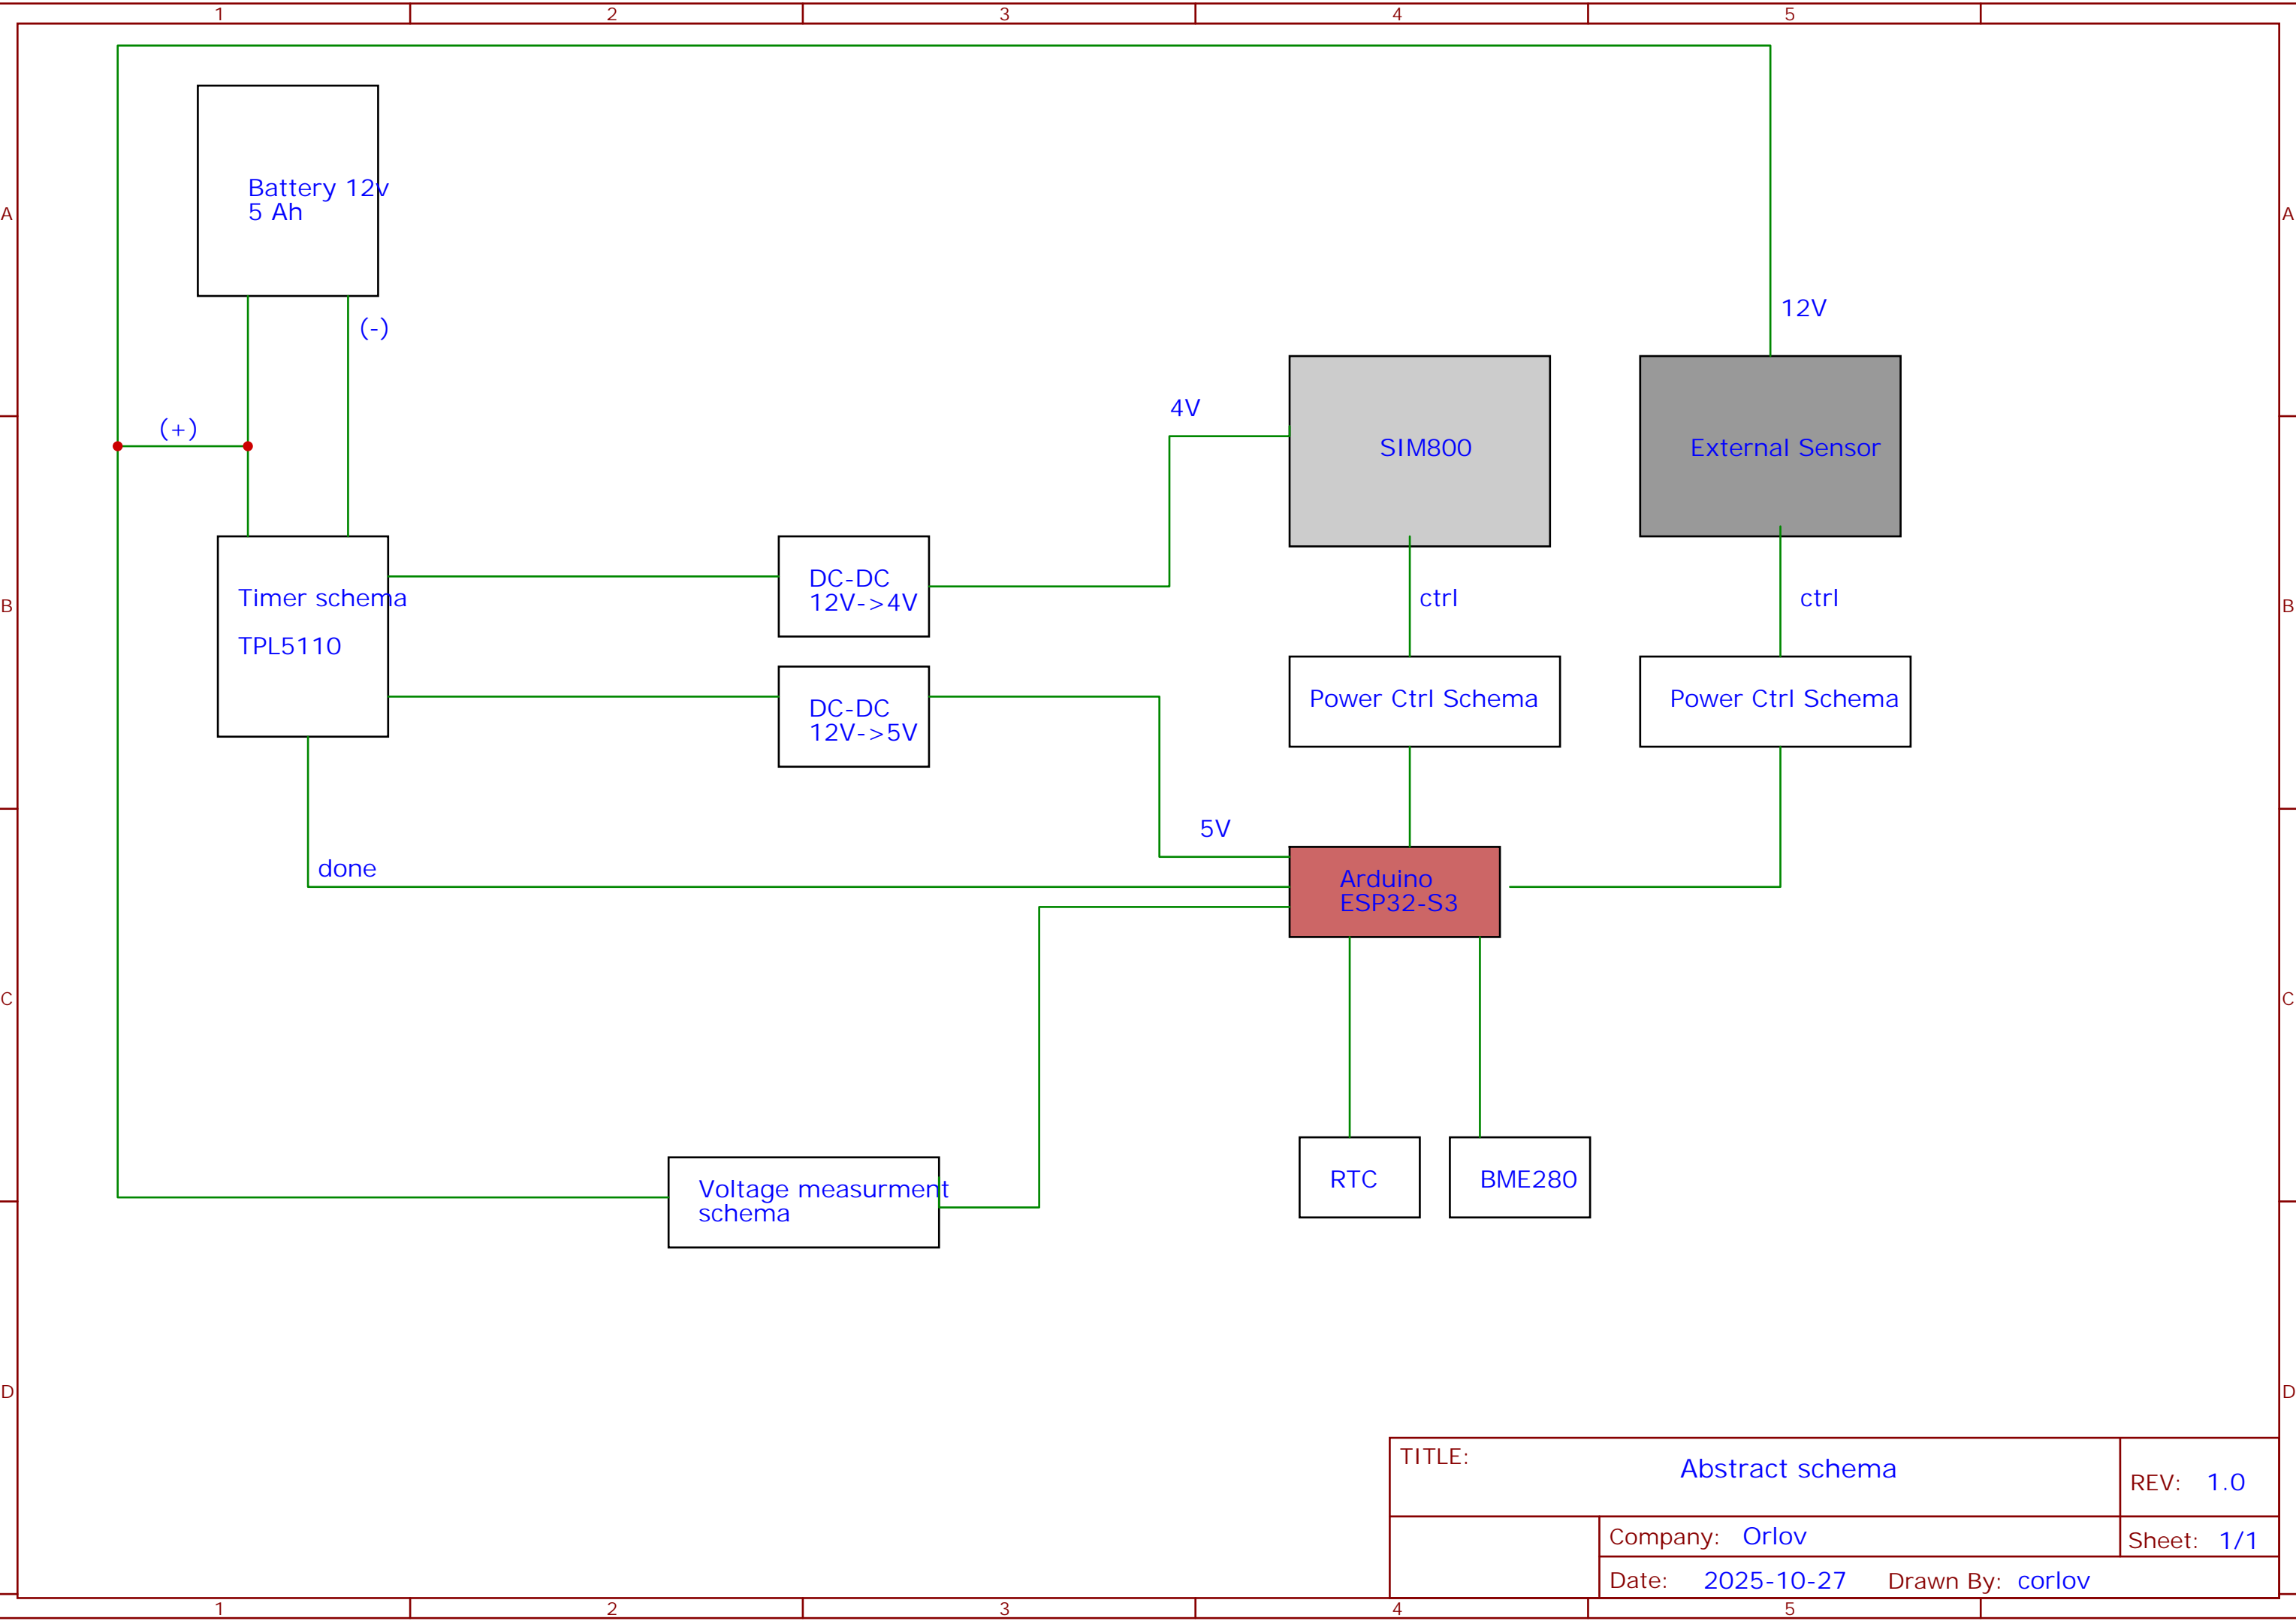 1 2 3 4 5
A A
Battery 12v
5 Ah
(-)
12V
(+)
4V
SIM800
External Sensor
B B
Timer schema
TPL5110
DC-DC
12V->4V
ctrl
ctrl
DC-DC
12V->5V
Power Ctrl Schema
Power Ctrl Schema
5V
done
Arduino
ESP32-S3
C C
Voltage measurment
schema
RTC
BME280
D D
TITLE: Abstract schema
REV: 1.0
Company: Orlov
Sheet: 1/1
Date: 2025-10-27 Drawn By: corlov
1 2 3 4 5